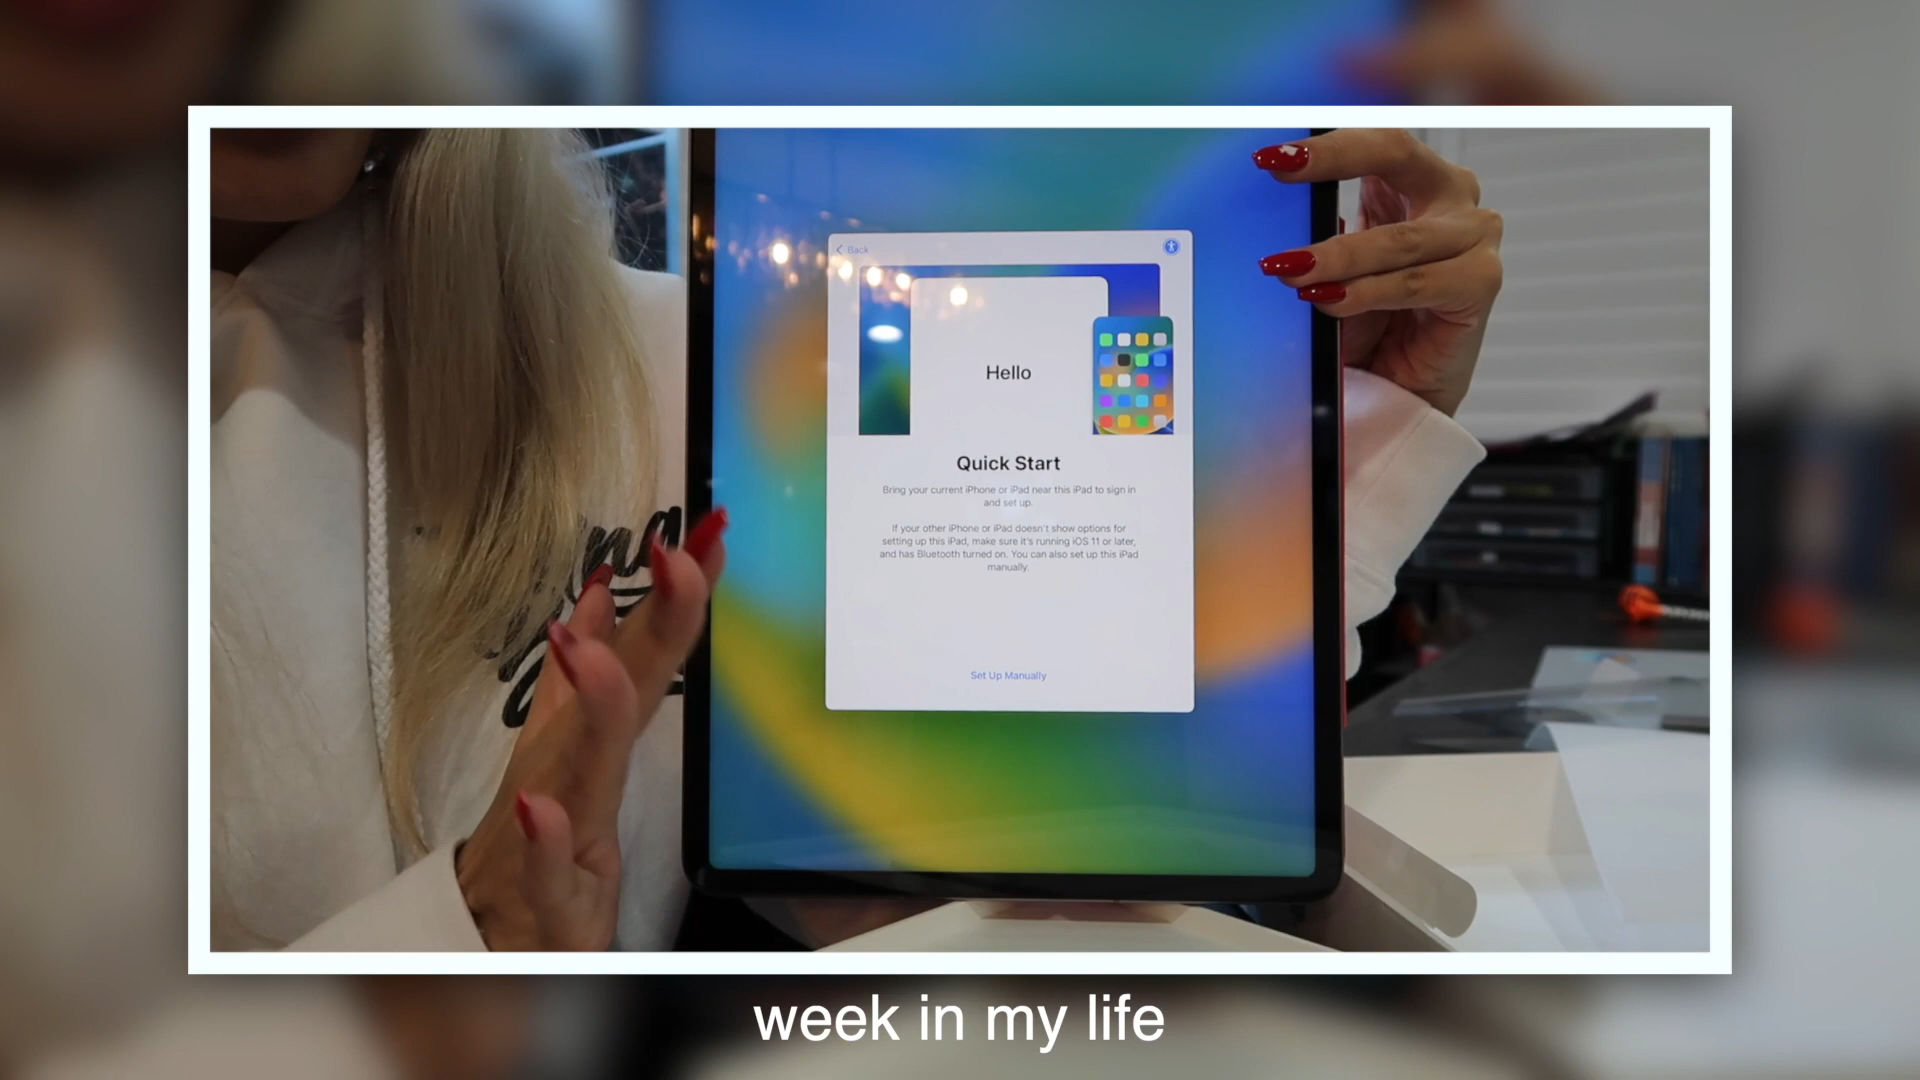 Back
Hello
Quick Start
Bring your current iPhone or iPad near this iPad to sign in
and set up.
If your other iPhone or iPad doesn't show options for
setting up this iPad, make sure it's running iOS 11 or later,
and has Bluetooth turned on. You can also set up this iPad
manually.
Set Up Manually
week in my life